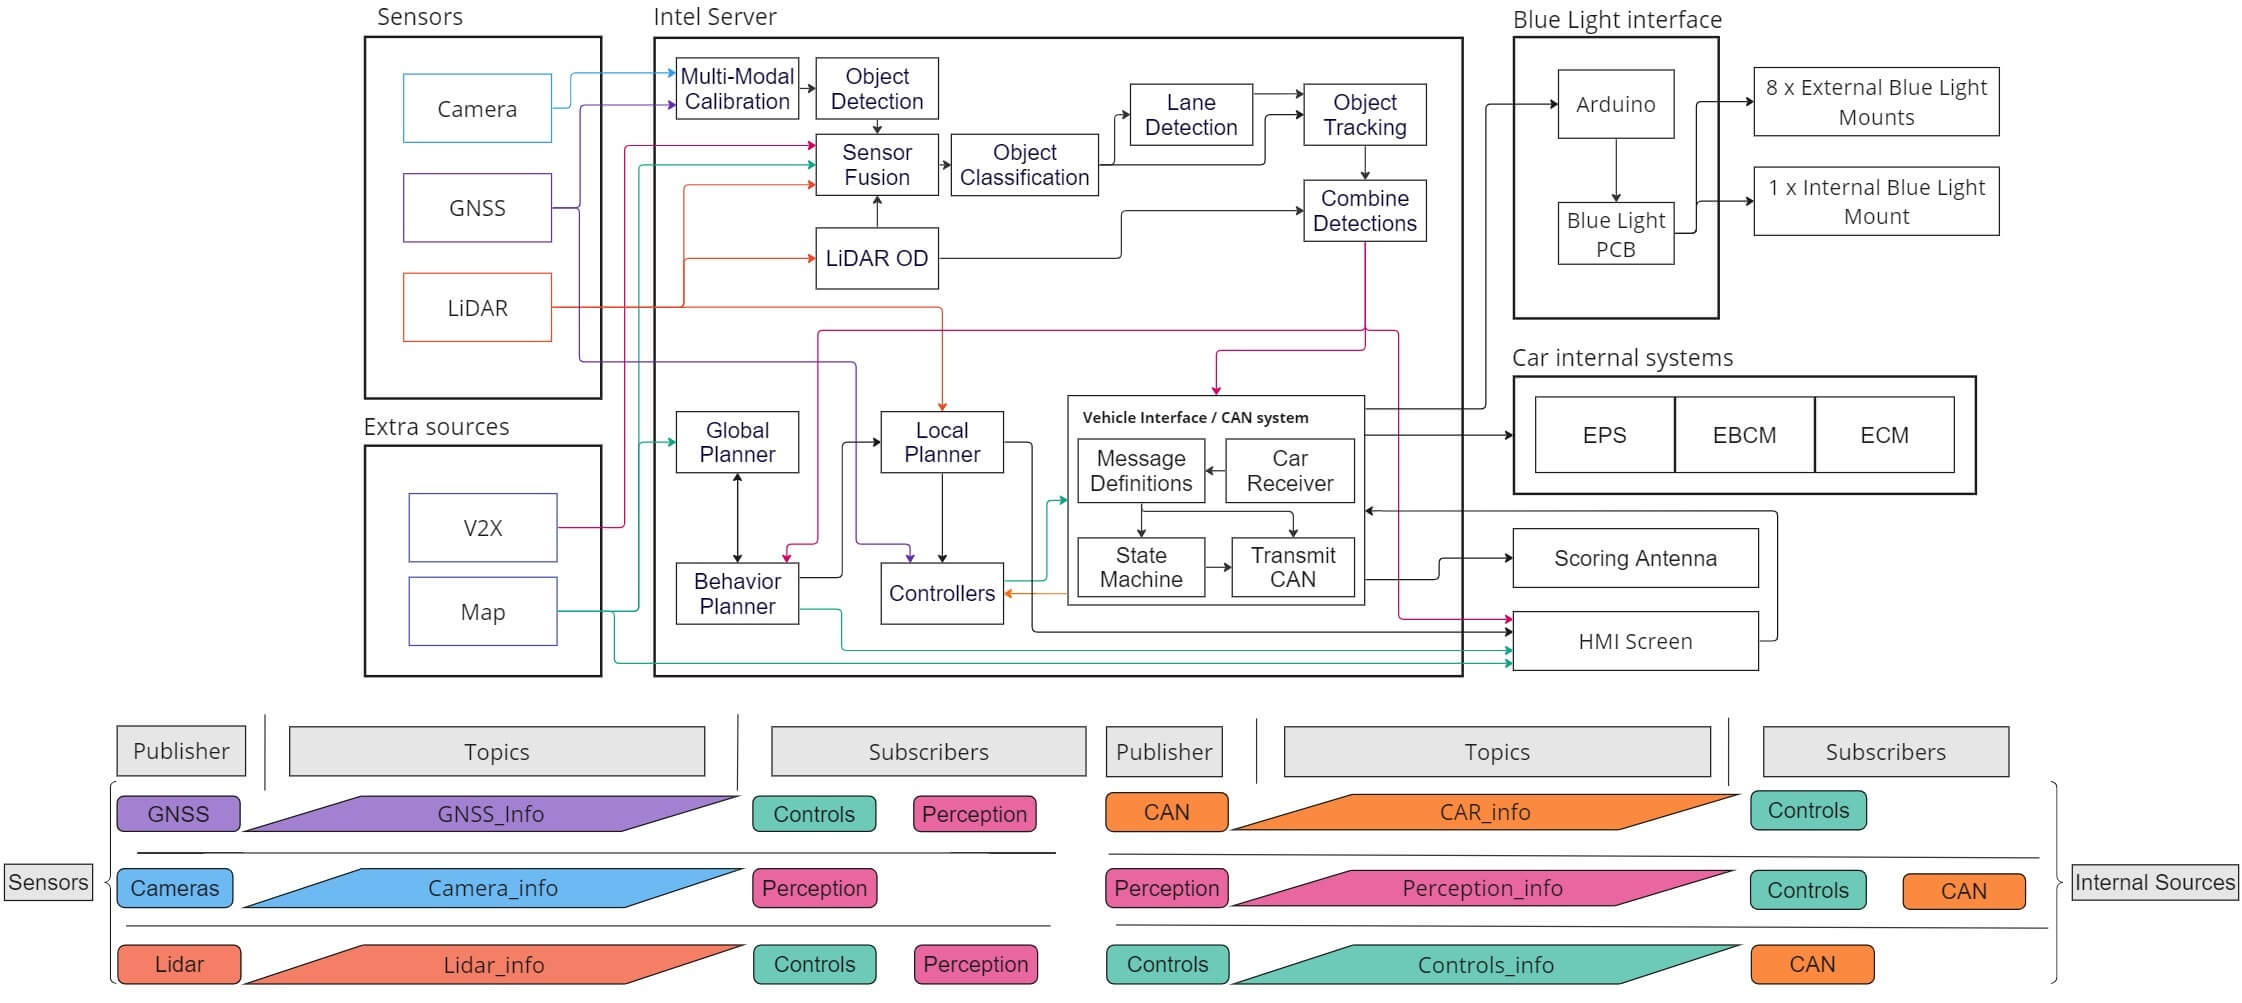 Sensors
Camera
GNSS
LiDAR
Extra sources
V2X
Map
Intel Server
Multi-Modal
Calibration
Object
Detection
Sensor
Fusion
Object
Classification
LiDAR OD
Lane
Detection
Object
Tracking
Combine
Detections
Global
Planner
Behavior
Planner
Local
Planner
Controllers
Vehicle Interface / CAN system
Message
Definitions
Car
Receiver
State
Machine
Transmit
CAN
Blue Light interface
Arduino
Blue Light
PCB
8 x External Blue Light
Mounts
1 x Internal Blue Light
Mount
Car internal systems
EPS
EBCM
ECM
Scoring Antenna
HMI Screen
Publisher
Topics
Subscribers
Sensors
GNSS
GNSS_Info
Controls
Perception
Cameras
Camera_info
Perception
Lidar
Lidar_info
Controls
Perception
Publisher
Topics
Subscribers
CAN
CAR_info
Controls
Perception
Perception_info
Controls
CAN
Controls
Controls_info
CAN
Internal Sources